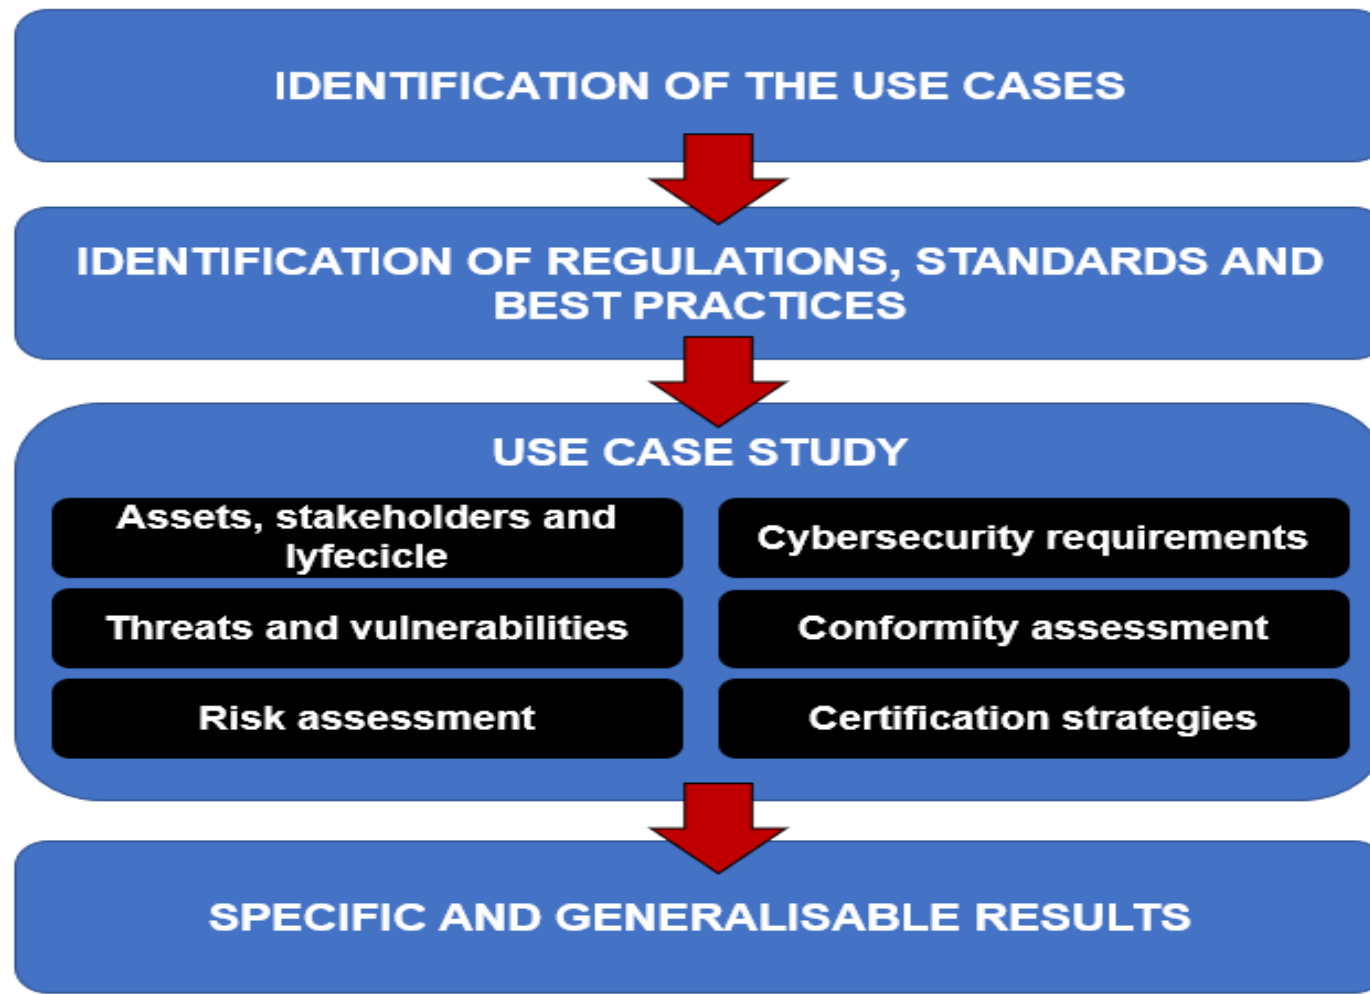 IDENTIFICATION OF THE USE CASES
IDENTIFICATION OF REGULATIONS, STANDARDS AND
BEST PRACTICES
USE CASE STUDY
Assets, stakeholders and
lyfecicle
Threats and vulnerabilities
Risk assessment
Cybersecurity requirements
Conformity assessment
Certification strategies
SPECIFIC AND GENERALISABLE RESULTS